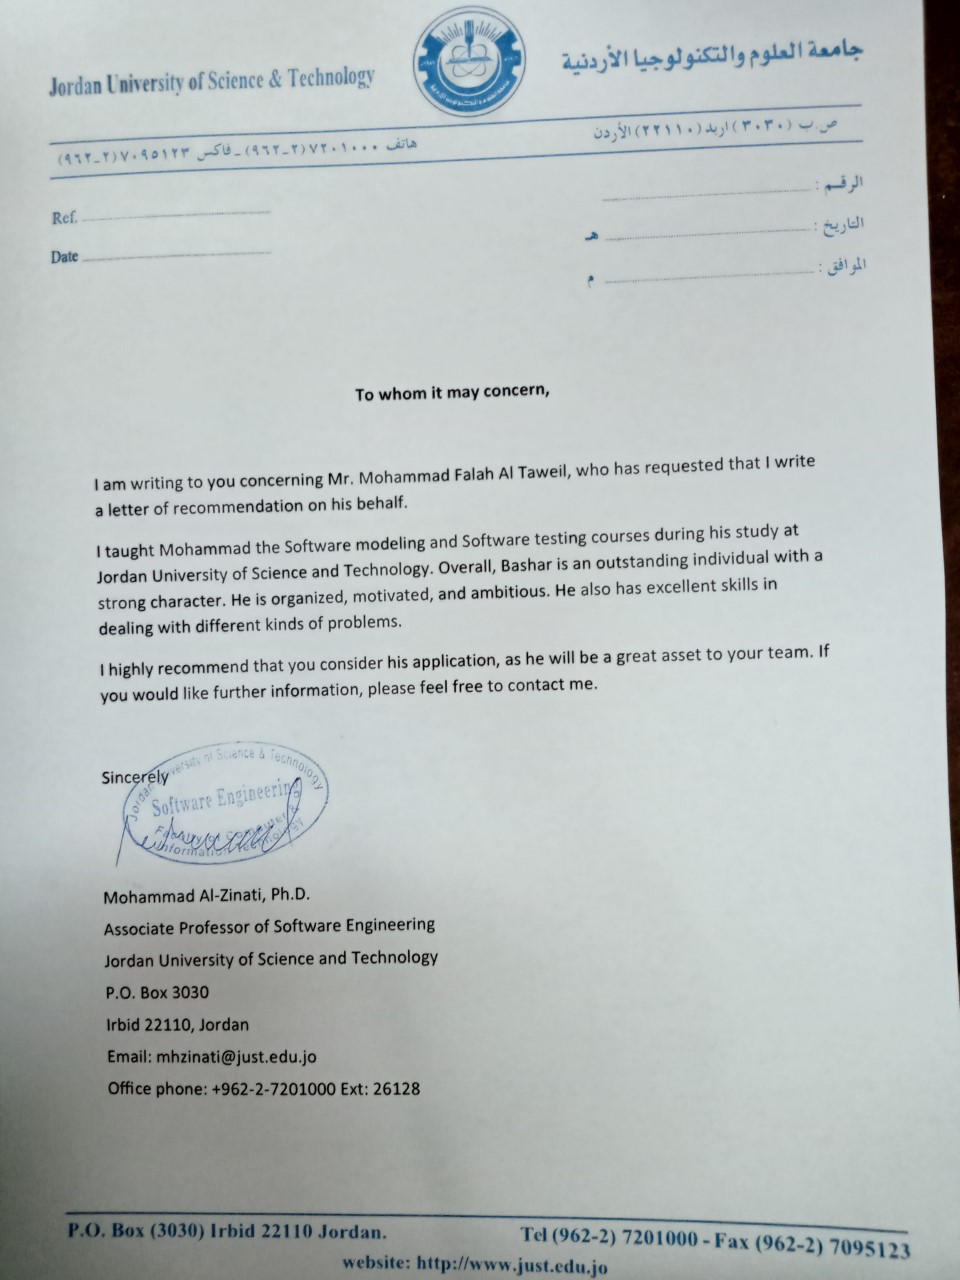 Jordan University of Science & Technology
جامعة العلوم والتكنولوجيا الأردنية
ص.ب (٣٠٣٠) اربد (٢٢١١٠) الأردن
هاتف ٧٢٠١٠٠٠ (٢-٩٦٢) - فاكس ٧٠٩٥١٢٣ (٢-٩٦٢)
الرقم :
Ref.
التاريخ : هـ
Date
الموافق : م
To whom it may concern,
I am writing to you concerning Mr. Mohammad Falah Al Taweil, who has requested that I write
a letter of recommendation on his behalf.
I taught Mohammad the Software modeling and Software testing courses during his study at
Jordan University of Science and Technology. Overall, Bashar is an outstanding individual with a
strong character. He is organized, motivated, and ambitious. He also has excellent skills in
dealing with different kinds of problems.
I highly recommend that you consider his application, as he will be a great asset to your team. If
you would like further information, please feel free to contact me.
Sincerely
Jordan University of Science & Technology
Software Engineering
Faculty of Computer &
Information Technology
Mohammad Al-Zinati, Ph.D.
Associate Professor of Software Engineering
Jordan University of Science and Technology
P.O. Box 3030
Irbid 22110, Jordan
Email: mhzinati@just.edu.jo
Office phone: +962-2-7201000 Ext: 26128
P.O. Box (3030) Irbid 22110 Jordan.
Tel (962-2) 7201000 - Fax (962-2) 7095123
website: http://www.just.edu.jo